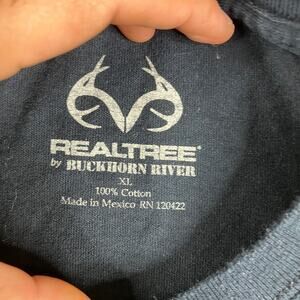 REALTREE®
by BUCKHORN RIVER
XL
100% Cotton
Made in Mexico RN 120422